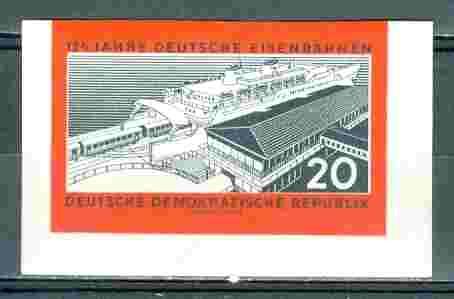 125 JAHRE DEUTSCHE EISENBAHNEN
20
DEUTSCHE DEMOKRATISCHE REPUBLIK